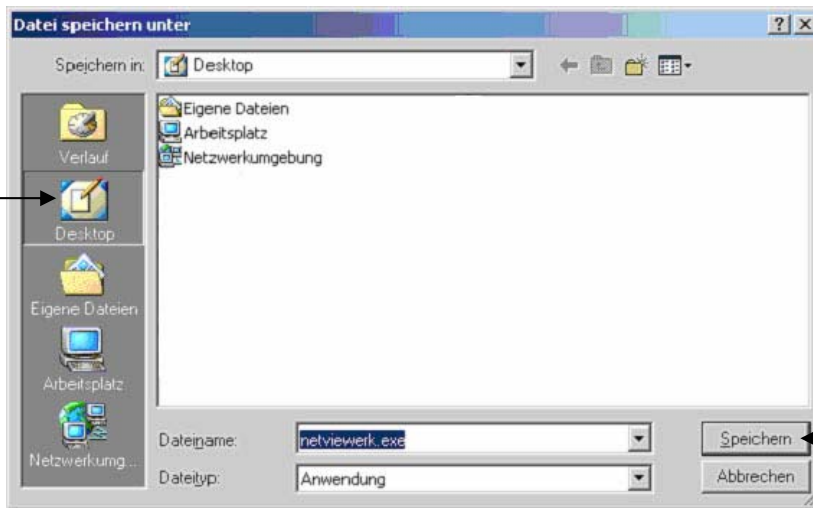 Datei speichern unter
Speichern in: Desktop
Verlauf
Desktop
Eigene Dateien
Arbeitsplatz
Netzwerkumg...
Eigene Dateien
Arbeitsplatz
Netzwerkumgebung
Dateiname: netviewerk.exe Speichern
Dateityp: Anwendung Abbrechen